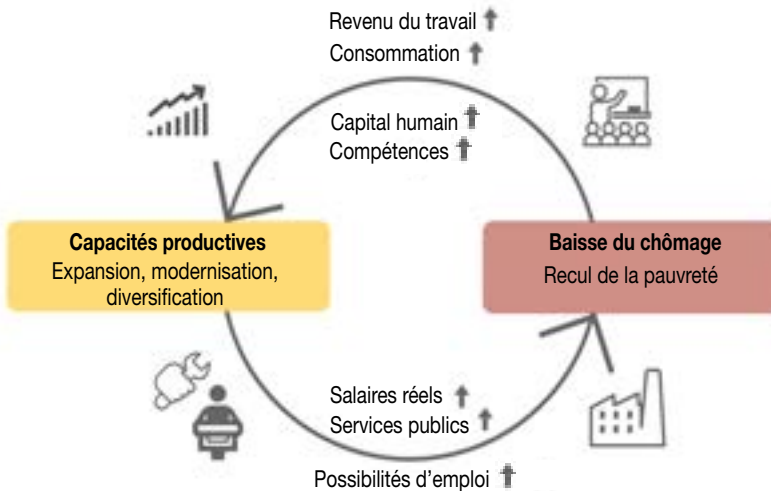 Revenu du travail ↑
Consommation ↑
Capital humain ↑
Compétences ↑
Capacités productives
Expansion, modernisation,
diversification
Baisse du chômage
Recul de la pauvreté
Salaires réels ↑
Services publics ↑
Possibilités d’emploi ↑